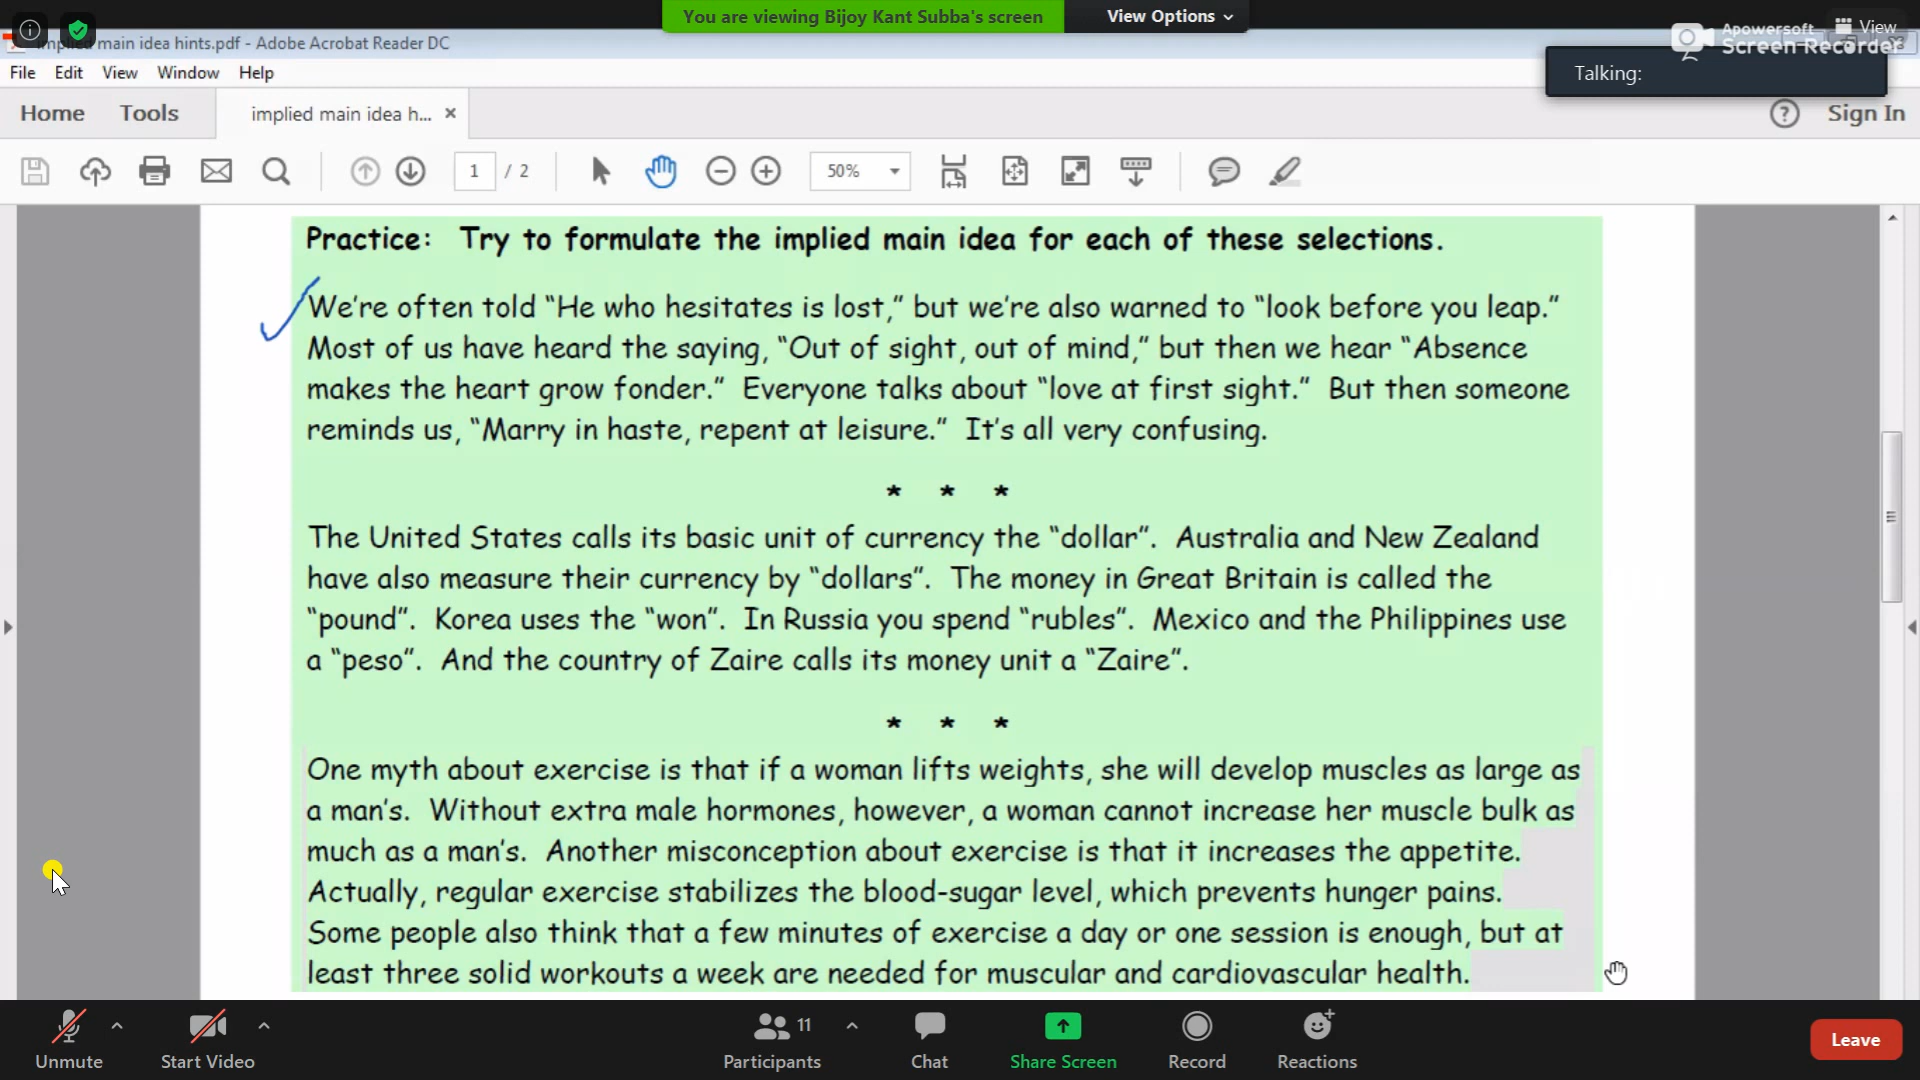 You are viewing Bijoy Kant Subba's screen View Options
View
Apowersoft
Screen Recorder
implied main idea hints.pdf - Adobe Acrobat Reader DC
Talking:
File Edit View Window Help
Home Tools implied main idea h... Sign In
1 / 2 50%
Practice: Try to formulate the implied main idea for each of these selections.
We're often told “He who hesitates is lost,” but we're also warned to “look before you leap.”
Most of us have heard the saying, “Out of sight, out of mind,” but then we hear “Absence
makes the heart grow fonder.” Everyone talks about “love at first sight.” But then someone
reminds us, “Marry in haste, repent at leisure.” It's all very confusing.
* * *
The United States calls its basic unit of currency the “dollar”. Australia and New Zealand
have also measure their currency by “dollars”. The money in Great Britain is called the
“pound”. Korea uses the “won”. In Russia you spend “rubles”. Mexico and the Philippines use
a “peso”. And the country of Zaire calls its money unit a “Zaire”.
* * *
One myth about exercise is that if a woman lifts weights, she will develop muscles as large as
a man's. Without extra male hormones, however, a woman cannot increase her muscle bulk as
much as a man's. Another misconception about exercise is that it increases the appetite.
Actually, regular exercise stabilizes the blood-sugar level, which prevents hunger pains.
Some people also think that a few minutes of exercise a day or one session is enough, but at
least three solid workouts a week are needed for muscular and cardiovascular health.
Unmute Start Video Participants 11 Chat Share Screen Record Reactions Leave